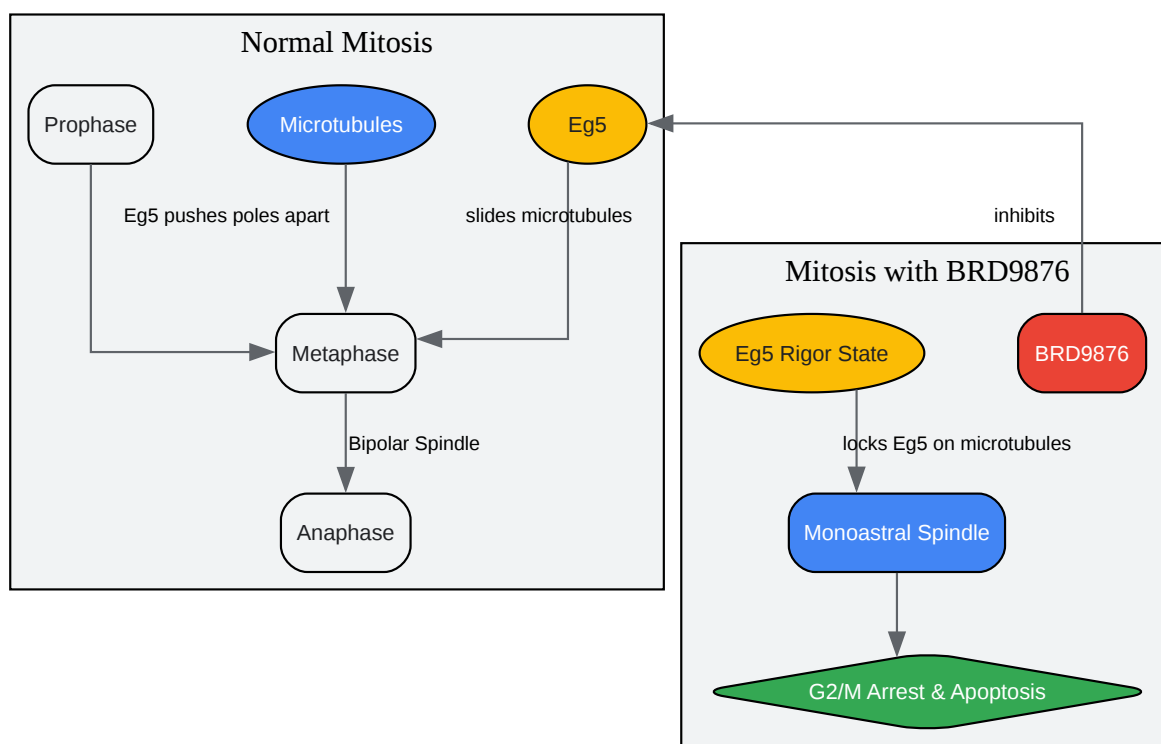 Normal Mitosis
Prophase
Microtubules
Eg5
Eg5 pushes poles apart
slides microtubules
inhibits
Metaphase
Bipolar Spindle
Anaphase
Mitosis with BRD9876
Eg5 Rigor State
BRD9876
locks Eg5 on microtubules
Monoastral Spindle
G2/M Arrest & Apoptosis